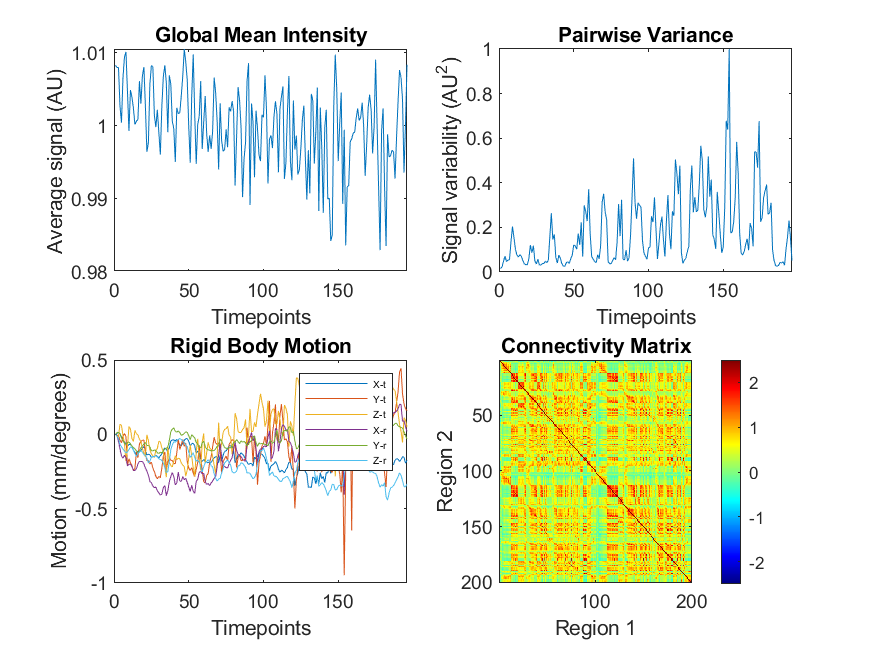 Global Mean Intensity
Average signal (AU)
1.01
1
0.99
0.98
0 50 100 150
Timepoints
Pairwise Variance
Signal variability (AU²)
1
0.8
0.6
0.4
0.2
0
0 50 100 150
Timepoints
Rigid Body Motion
Motion (mm/degrees)
0.5
0
-0.5
-1
0 50 100 150
Timepoints
X-t
Y-t
Z-t
X-r
Y-r
Z-r
Connectivity Matrix
Region 2
50
100
150
200
100 200
Region 1
2
1
0
-1
-2